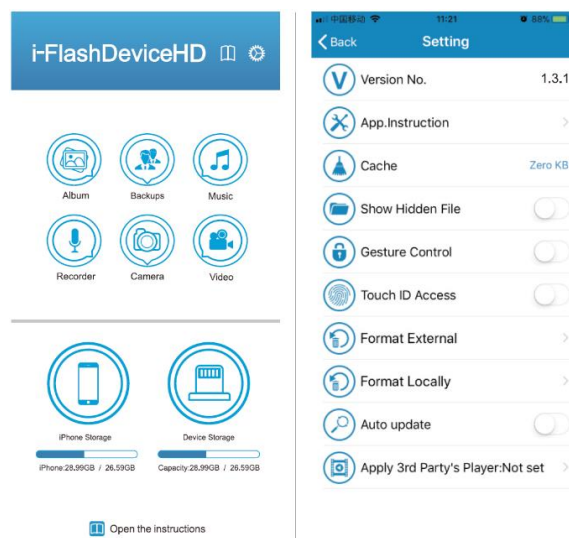 i-FlashDeviceHD
Album Backups Music
Recorder Camera Video
iPhone Storage Device Storage
iPhone:28.99GB / 26.59GB Capacity:28.99GB / 26.59GB
Open the instructions
中国移动 11:21 88%
Back Setting
V Version No. 1.3.1
App.Instruction
Cache Zero KB
Show Hidden File
Gesture Control
Touch ID Access
Format External
Format Locally
Auto update
Apply 3rd Party's Player:Not set